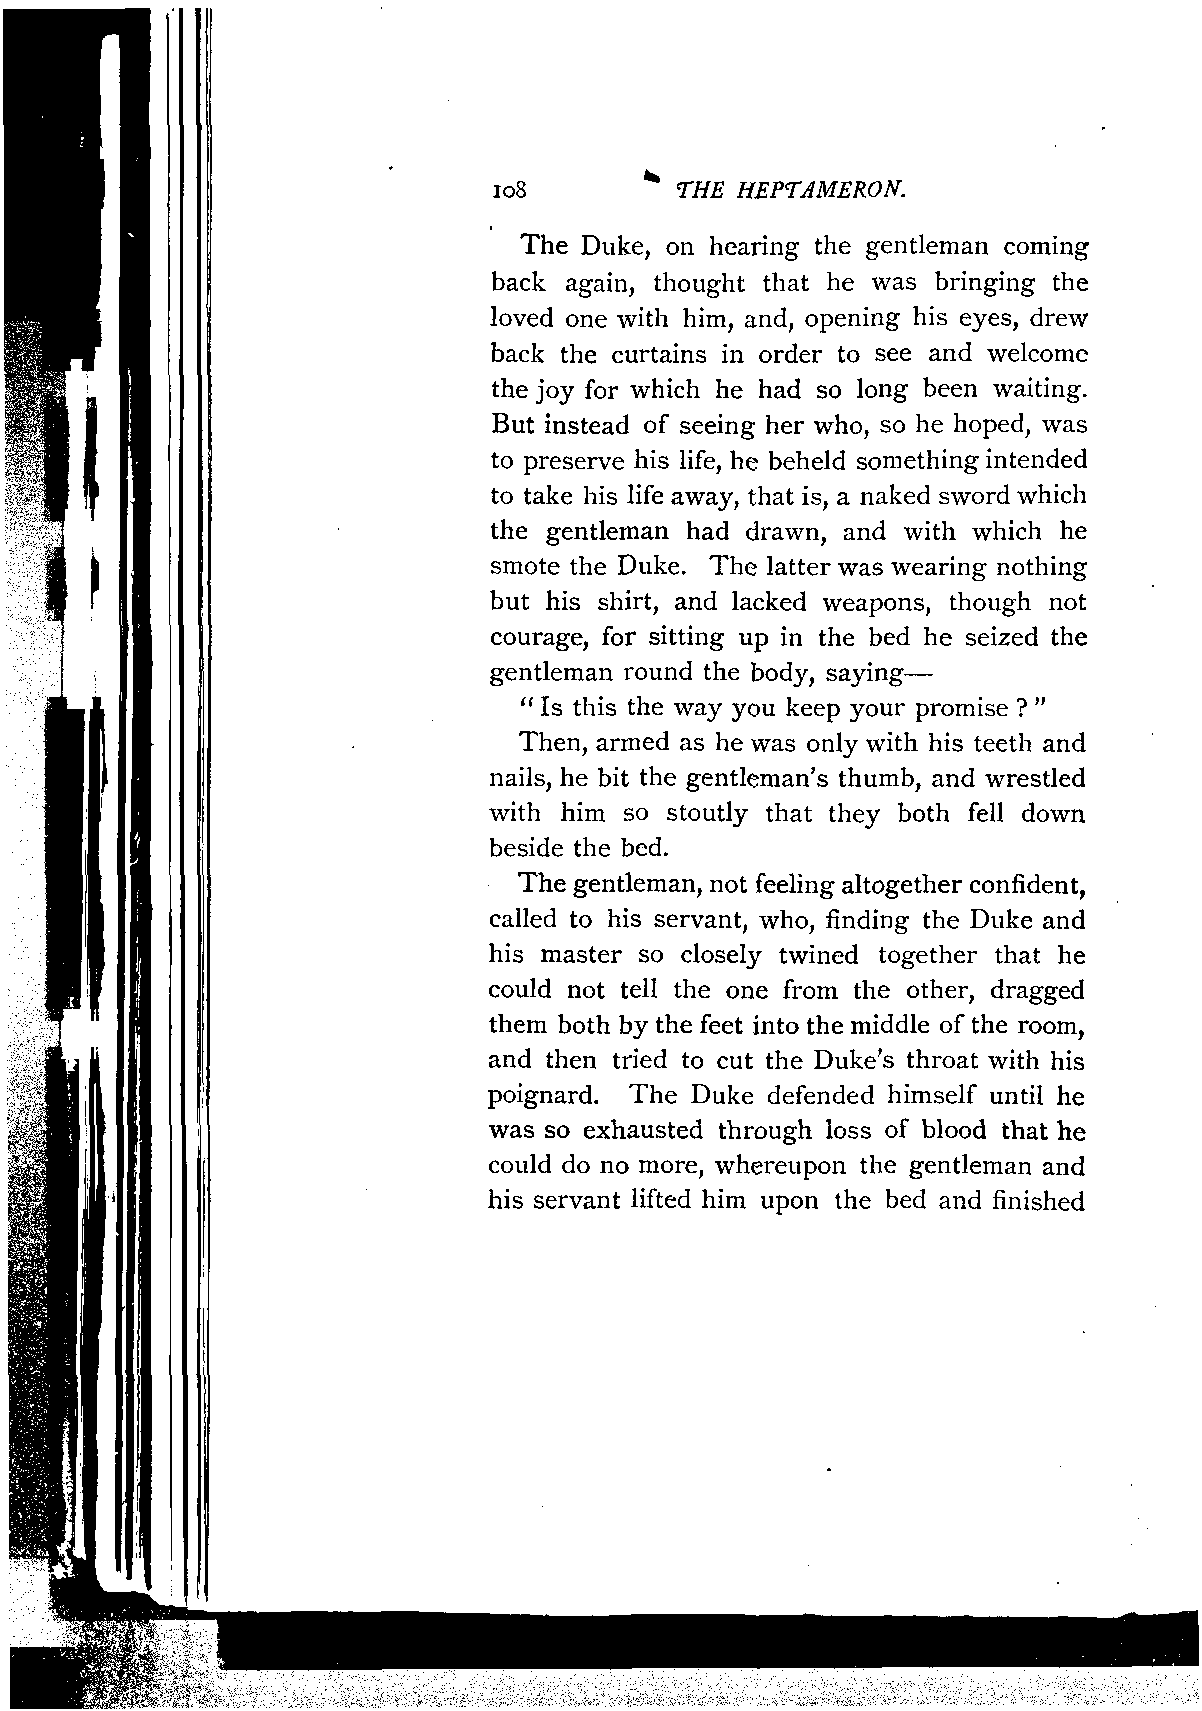 108 THE HEPTAMERON.
The Duke, on hearing the gentleman coming
back again, thought that he was bringing the
loved one with him, and, opening his eyes, drew
back the curtains in order to see and welcome
the joy for which he had so long been waiting.
But instead of seeing her who, so he hoped, was
to preserve his life, he beheld something intended
to take his life away, that is, a naked sword which
the gentleman had drawn, and with which he
smote the Duke. The latter was wearing nothing
but his shirt, and lacked weapons, though not
courage, for sitting up in the bed he seized the
gentleman round the body, saying—
“Is this the way you keep your promise?”
Then, armed as he was only with his teeth and
nails, he bit the gentleman's thumb, and wrestled
with him so stoutly that they both fell down
beside the bed.
The gentleman, not feeling altogether confident,
called to his servant, who, finding the Duke and
his master so closely twined together that he
could not tell the one from the other, dragged
them both by the feet into the middle of the room,
and then tried to cut the Duke's throat with his
poignard. The Duke defended himself until he
was so exhausted through loss of blood that he
could do no more, whereupon the gentleman and
his servant lifted him upon the bed and finished